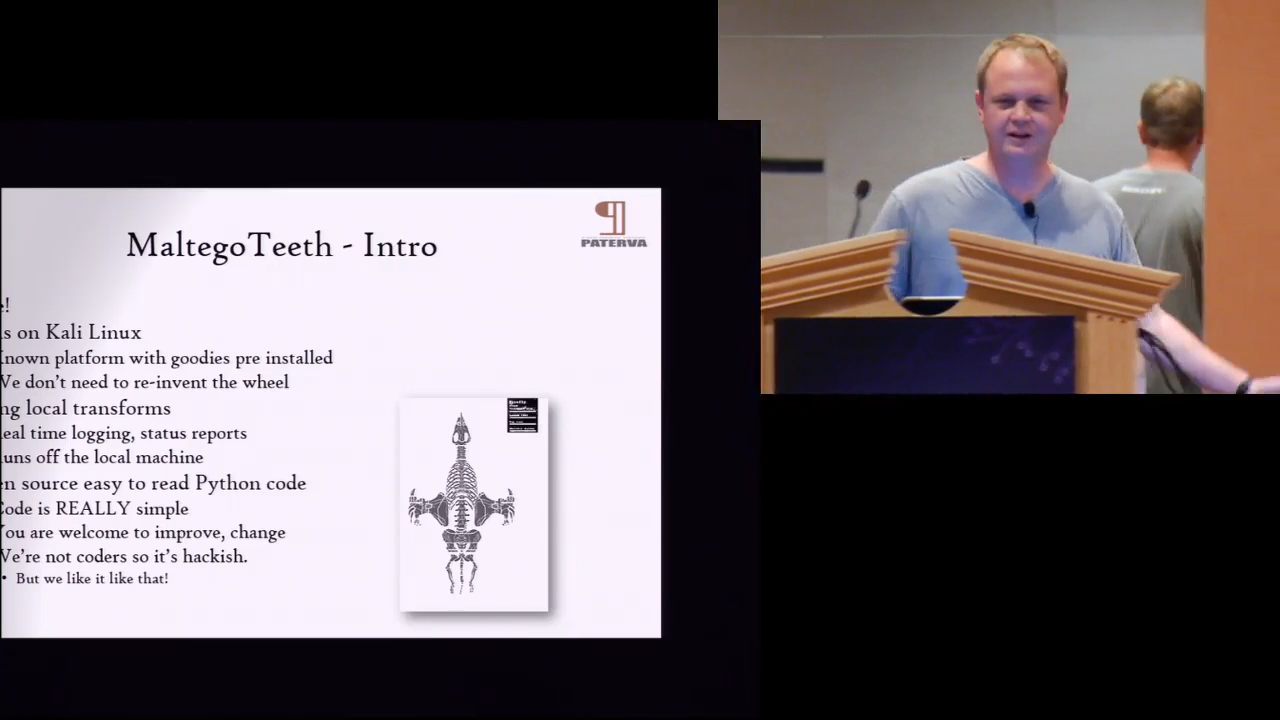 PATERVA
MaltegoTeeth - Intro
e!
is on Kali Linux
Known platform with goodies pre installed
We don't need to re-invent the wheel
ng local transforms
Real time logging, status reports
Runs off the local machine
en source easy to read Python code
Code is REALLY simple
You are welcome to improve, change
We're not coders so it's hackish.
• But we like it like that!